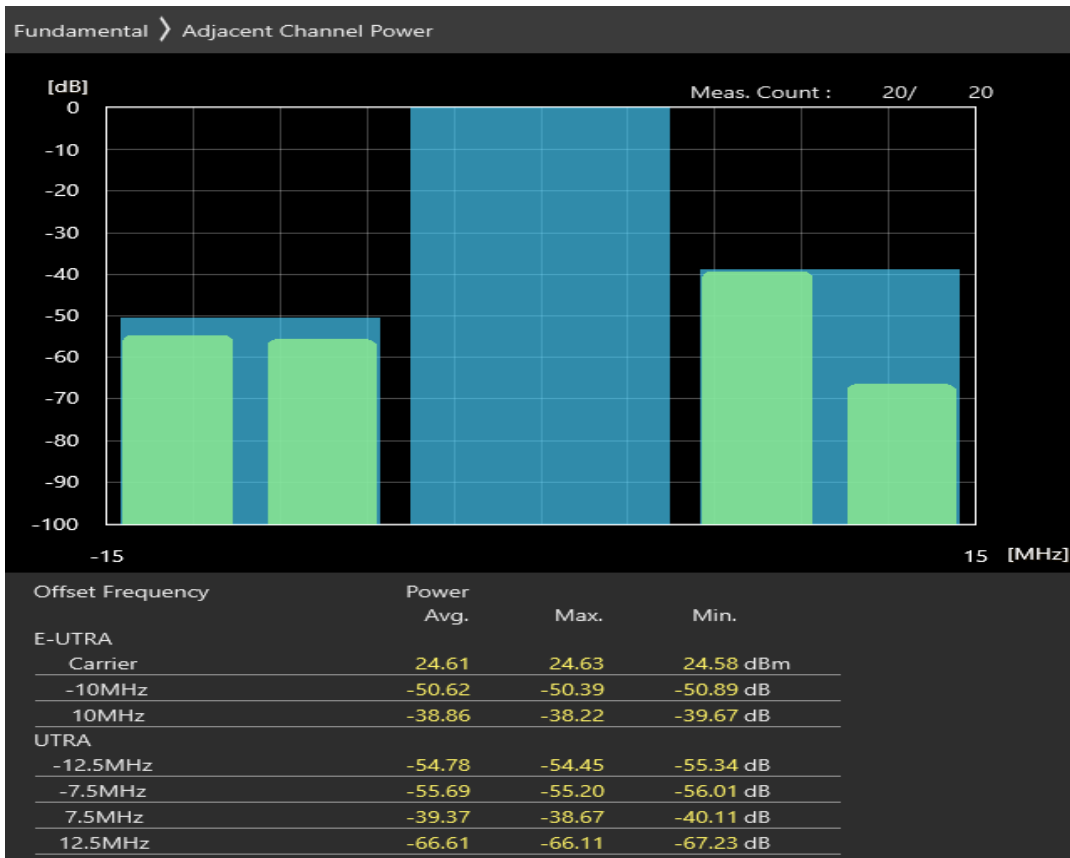 Fundamental 〉 Adjacent Channel Power
[dB]
Meas. Count : 20/ 20
0
-10
-20
-30
-40
-50
-60
-70
-80
-90
-100
-15 15 [MHz]
Offset Frequency Power
Avg. Max. Min.
E-UTRA
Carrier 24.61 24.63 24.58 dBm
-10MHz -50.62 -50.39 -50.89 dB
10MHz -38.86 -38.22 -39.67 dB
UTRA
-12.5MHz -54.78 -54.45 -55.34 dB
-7.5MHz -55.69 -55.20 -56.01 dB
7.5MHz -39.37 -38.67 -40.11 dB
12.5MHz -66.61 -66.11 -67.23 dB